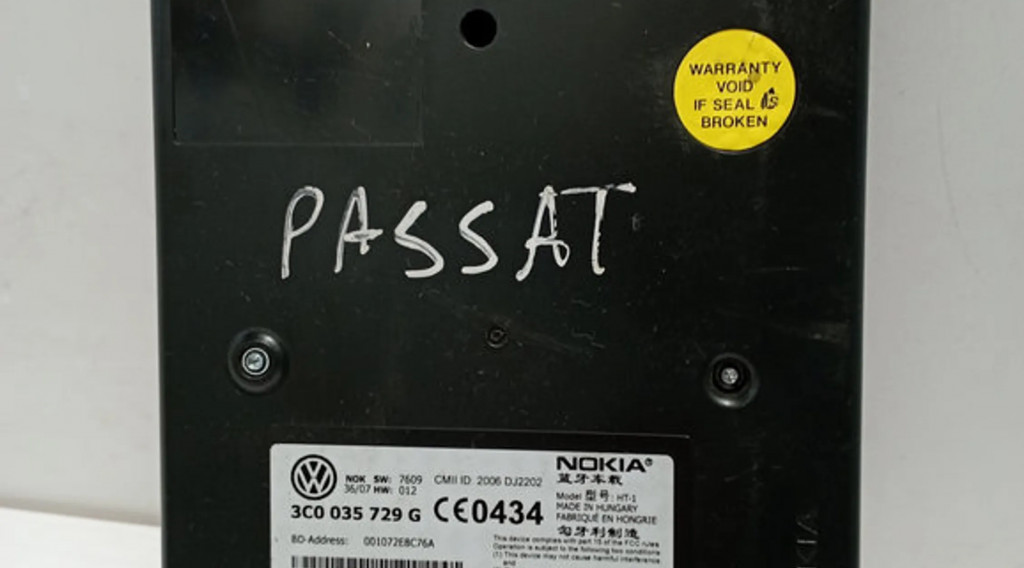 WARRANTY
VOID
IF SEAL IS
BROKEN
PASSAT
NOK SW: 7609 CMII ID: 2006 DJ2202
36/07 HW: 012
3C0 035 729 G CE0434
BD-Address: 001072E8C76A
NOKIA®
蓝牙车载
Model 型号: HT-1
MADE IN HUNGARY
FABRIQUÉ EN HONGRIE
匈牙利制造
This device complies with part 15 of the FCC rules
Operation is subject to the following two conditions
(1) This device may not cause harmful interference
and